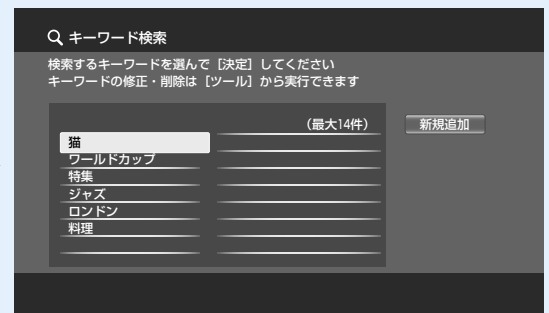 キーワード検索
検索するキーワードを選んで［決定］してください
キーワードの修正・削除は［ツール］から実行できます
（最大14件）
新規追加
猫
ワールドカップ
特集
ジャズ
ロンドン
料理